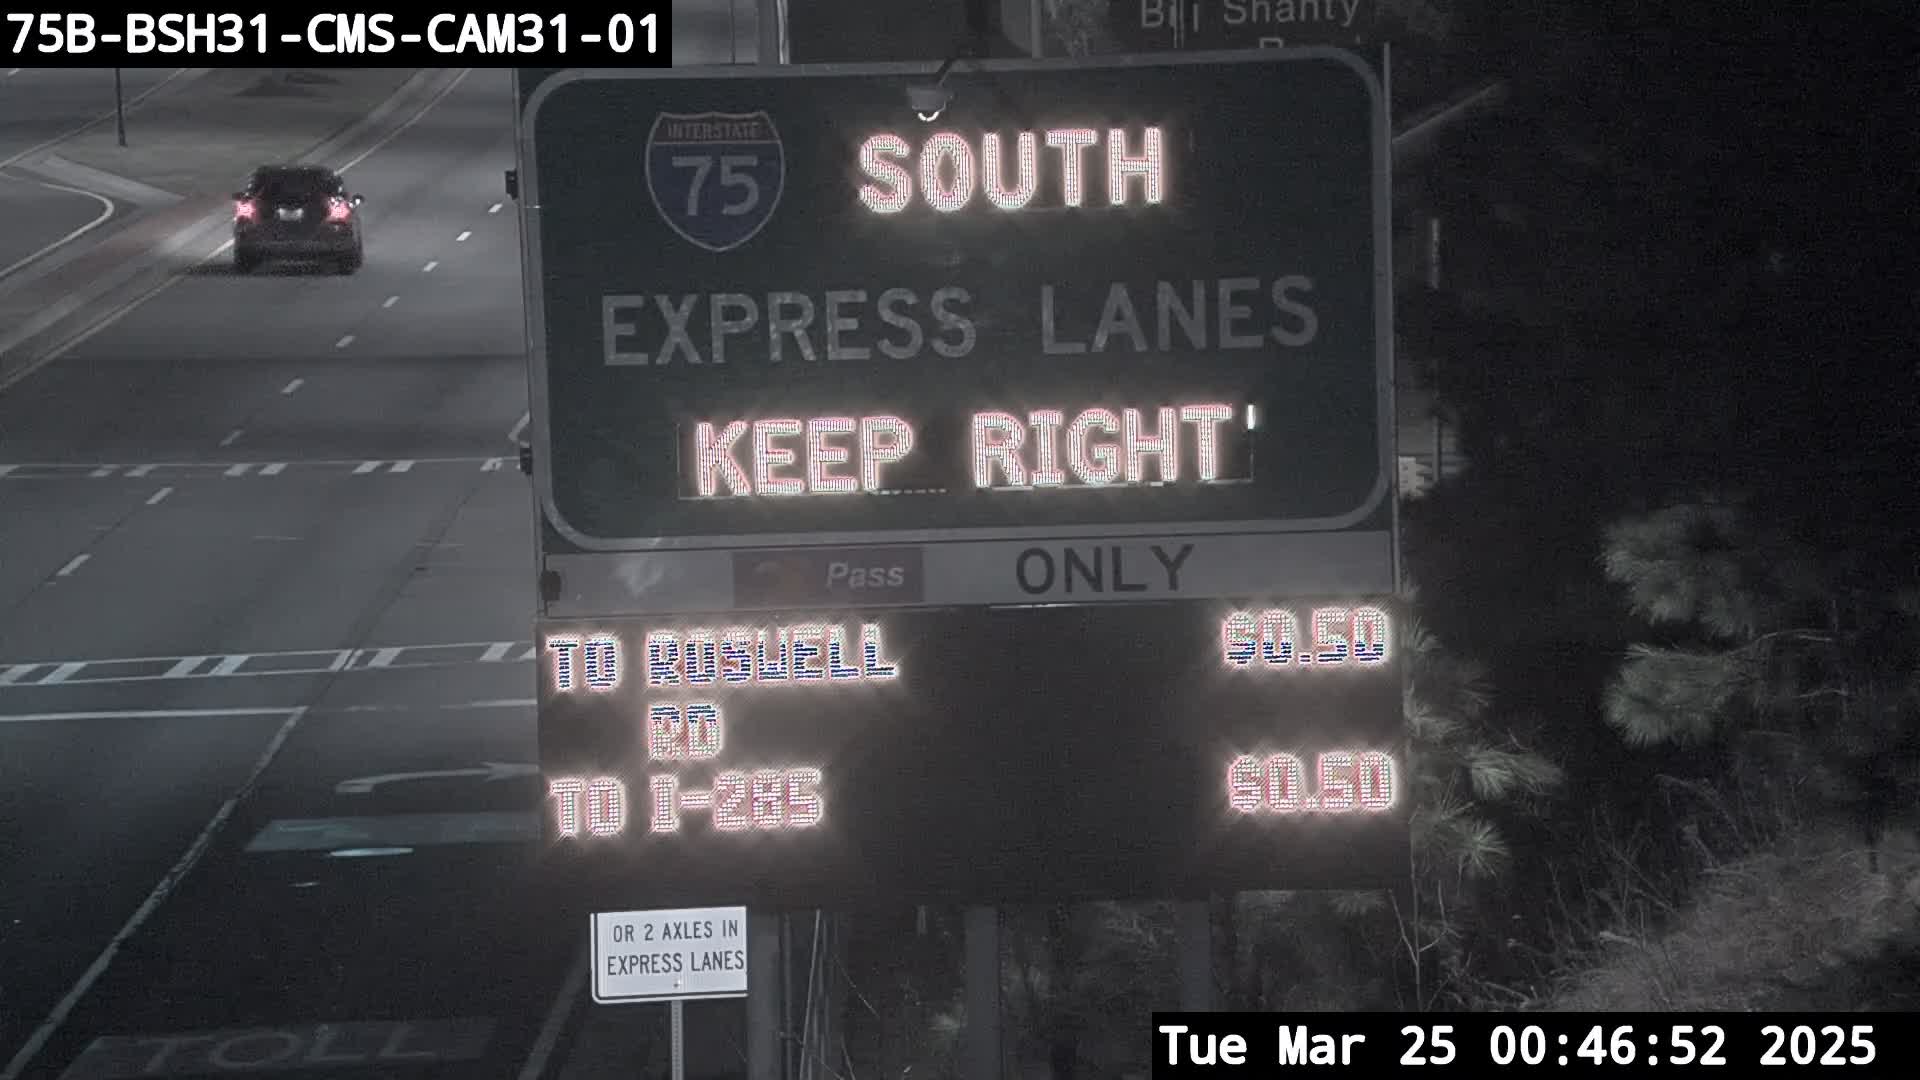 75B-BSH31-CMS-CAM31-01
Shanty
INTERSTATE
75
SOUTH
EXPRESS LANES
KEEP RIGHT
Pass ONLY
TO ROSWELL $0.50
RD
TO I-285 $0.50
OR 2 AXLES IN
EXPRESS LANES
TOLL
Tue Mar 25 00:46:52 2025